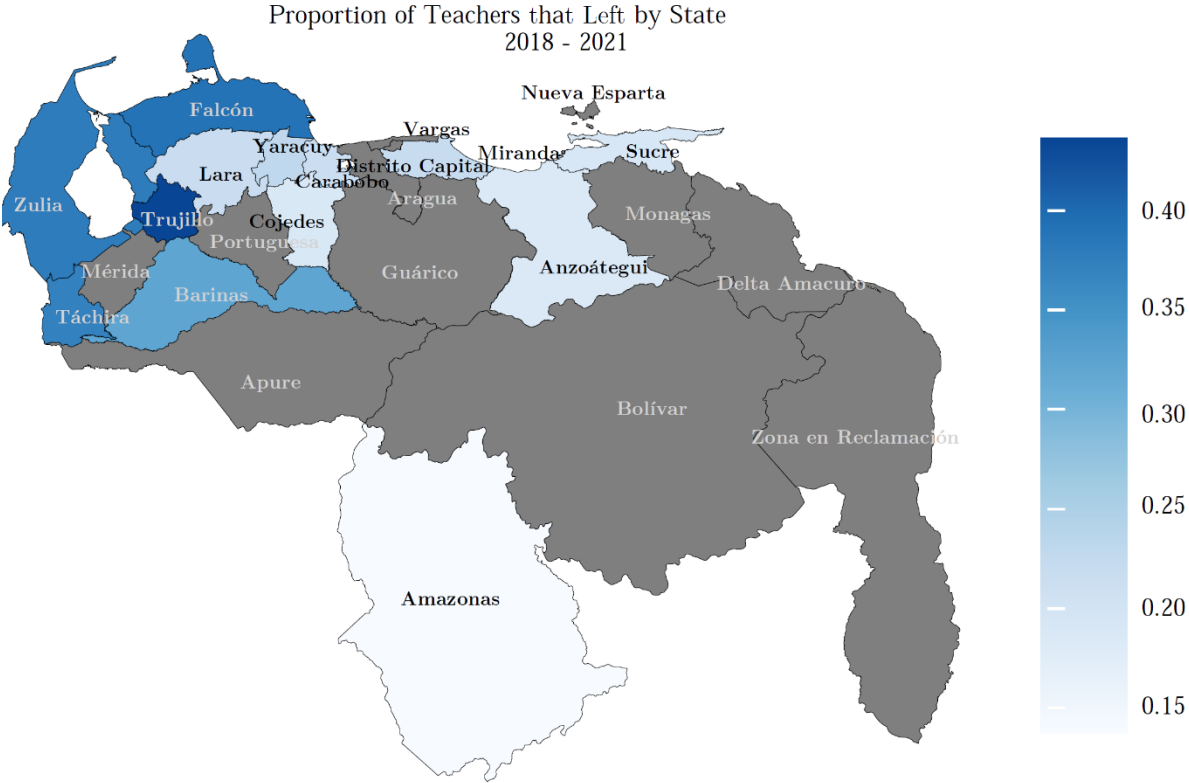 Proportion of Teachers that Left by State
2018 - 2021
Nueva Esparta
Falcón
Vargas
Yaracuy
Miranda
Sucre
Distrito Capital
Lara
Carabobo
Aragua
Zulia
Trujillo
Cojedes
Monagas
Portuguesa
Mérida
Guárico
Anzoátegui
Delta Amacuro
Barinas
Táchira
Apure
Bolívar
Zona en Reclamación
Amazonas
0.40
0.35
0.30
0.25
0.20
0.15